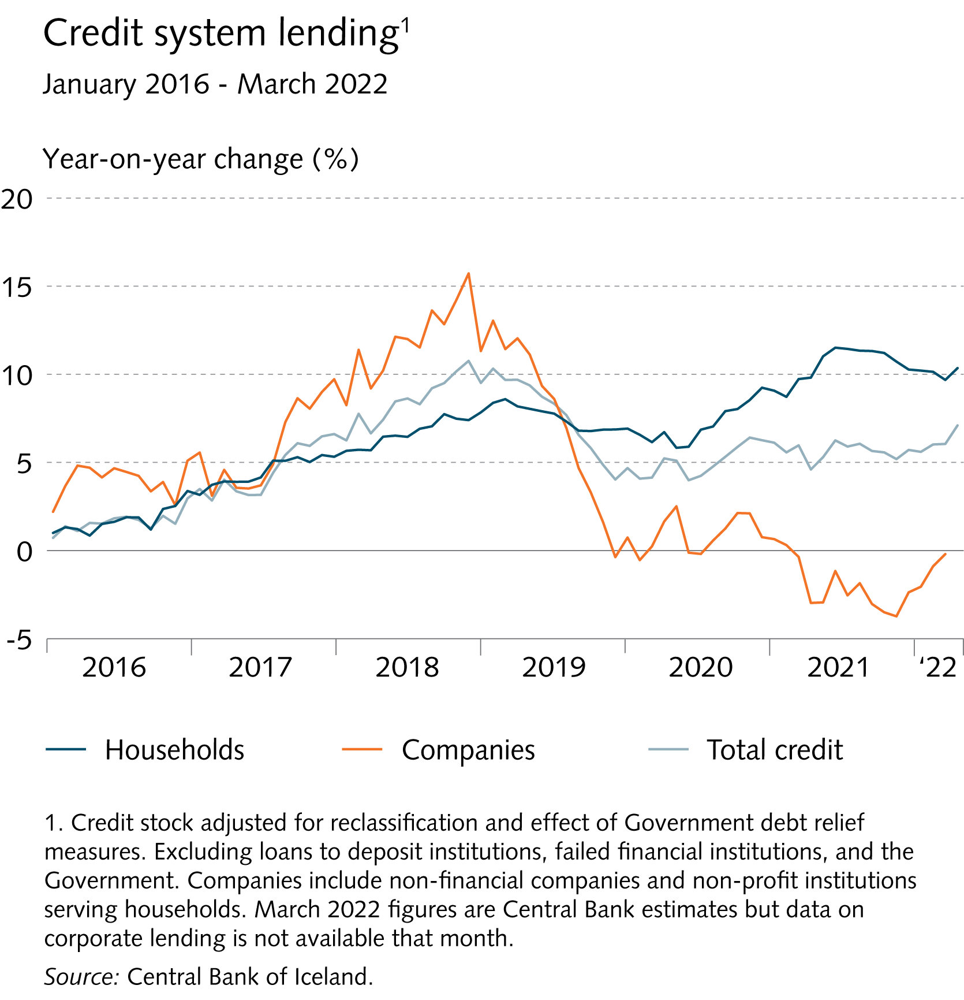 Credit system lending¹
January 2016 - March 2022
Year-on-year change (%)
20
15
10
5
0
-5
2016 2017 2018 2019 2020 2021 ‘22
Households Companies Total credit
1. Credit stock adjusted for reclassification and effect of Government debt relief
measures. Excluding loans to deposit institutions, failed financial institutions, and the
Government. Companies include non-financial companies and non-profit institutions
serving households. March 2022 figures are Central Bank estimates but data on
corporate lending is not available that month.
Source: Central Bank of Iceland.